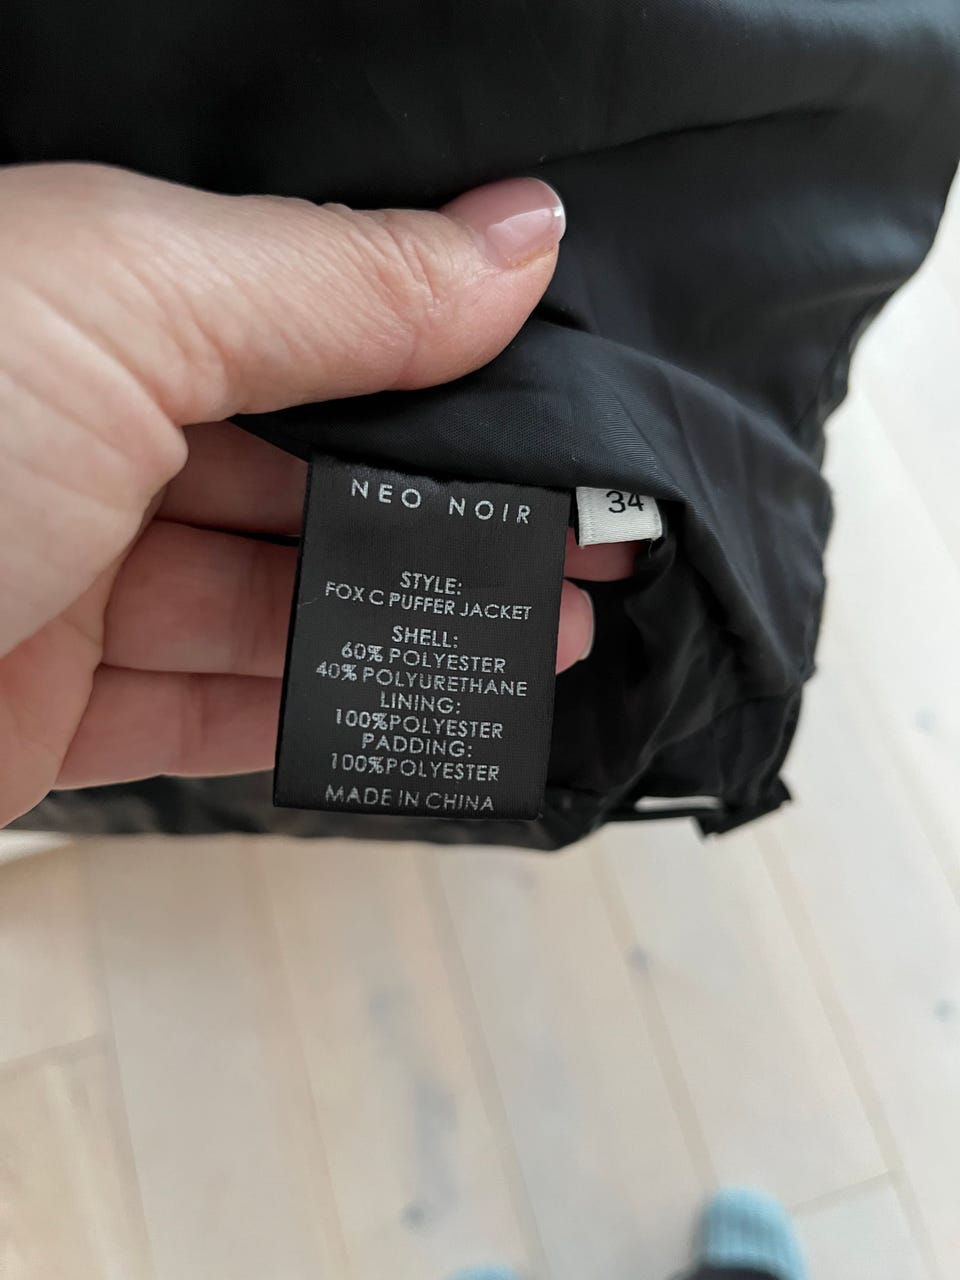 NEO NOIR
34
STYLE:
FOX C PUFFER JACKET
SHELL:
60% POLYESTER
40% POLYURETHANE
LINING:
100%POLYESTER
PADDING:
100%POLYESTER
MADE IN CHINA